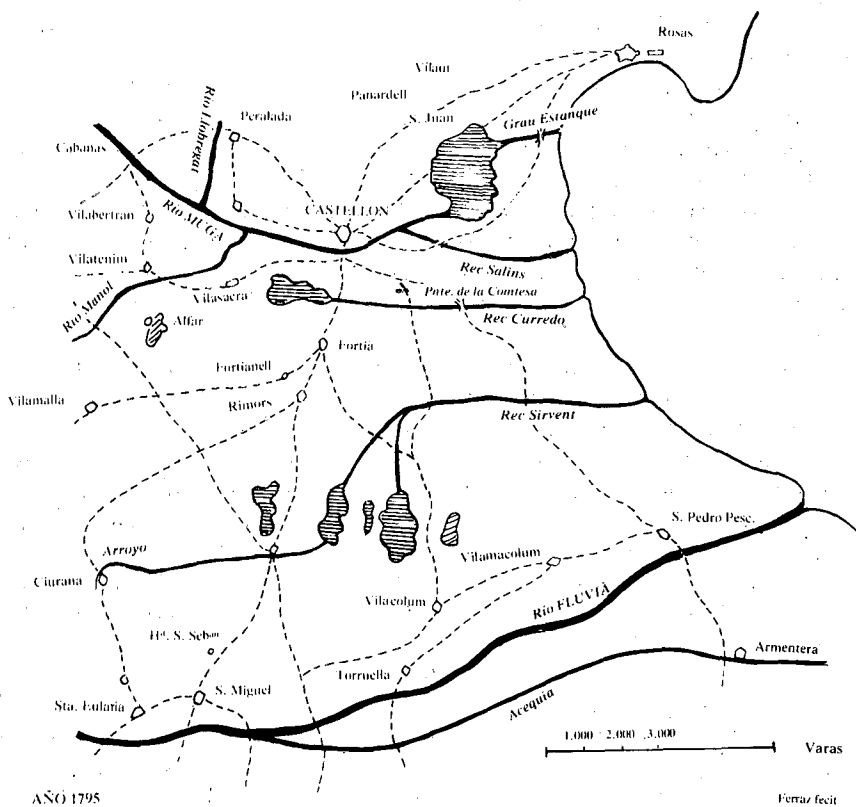 Rosas
Vilaut
Panardell
S. Juan
Grau Estanque
Rio Llobregat
Peralada
Cabanas
CASTELLON
Vilabertran
Rio MUGA
Vilatenim
Rec Salins
Pnte. de la Comtesa
Vilasacra
Rio Manol
Alfar
Rec Curredo
Fortia
Fortianell
Vilamalla
Rimors
Rec Sirvent
S. Pedro Pesc.
Arroyo
Vilamacolum
Ciurana
Vilacolum
Rio FLUVIÀ
Hd. S. Seban
Armentera
Torruella
S. Miguel
Sta. Eularia
Acequia
1.000 2.000 3.000
Varas
AÑO 1795
Ferraz fecit